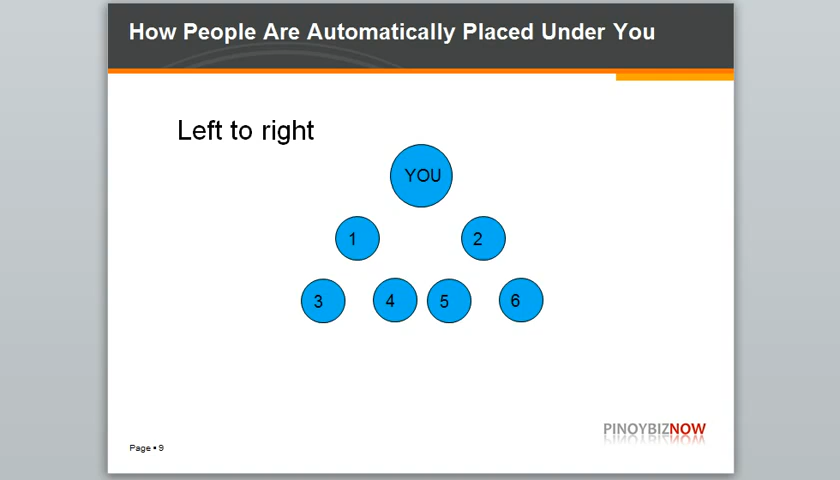 How People Are Automatically Placed Under You
Left to right
YOU
1 2
3 4 5 6
PINOYBIZNOW
Page ▪ 9